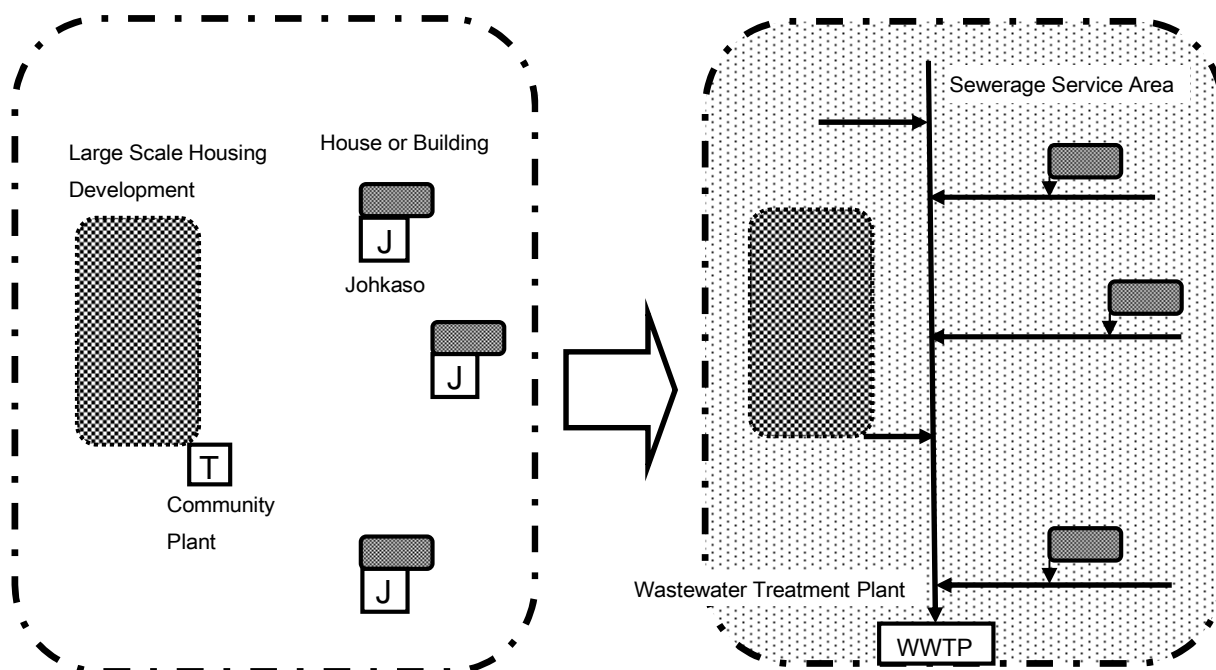 Large Scale Housing
Development
House or Building
J
Johkaso
J
T
Community
Plant
J
Sewerage Service Area
Wastewater Treatment Plant
WWTP